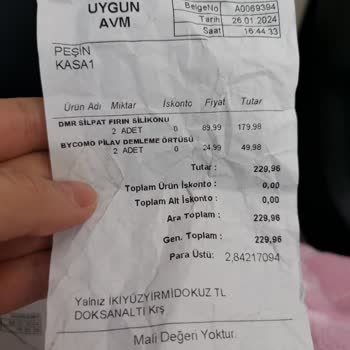 UYGUN
AVM
BelgeNo A0069394
Tarih 26.01.2024
Saat 16:44:33
PEŞİN
KASA1
Ürün Adı Miktar İskonto Fiyat Tutar
DMR SİLPAT FIRIN SİLİKONU
2 ADET 0 89,99 179,98
BYCOMO PİLAV DEMLEME ÖRTÜSÜ
2 ADET 0 24,99 49,98
Tutar : 229,96
Toplam Ürün İskonto : 0,00
Toplam Alt İskonto : 0,00
Ara Toplam : 229,96
Gen. Toplam : 229,96
Para Üstü: 2,84217094
Yalnız IKIYÜZYIRMIDOKUZ TL
DOKSANALTI Krş
Mali Değeri Yoktur.